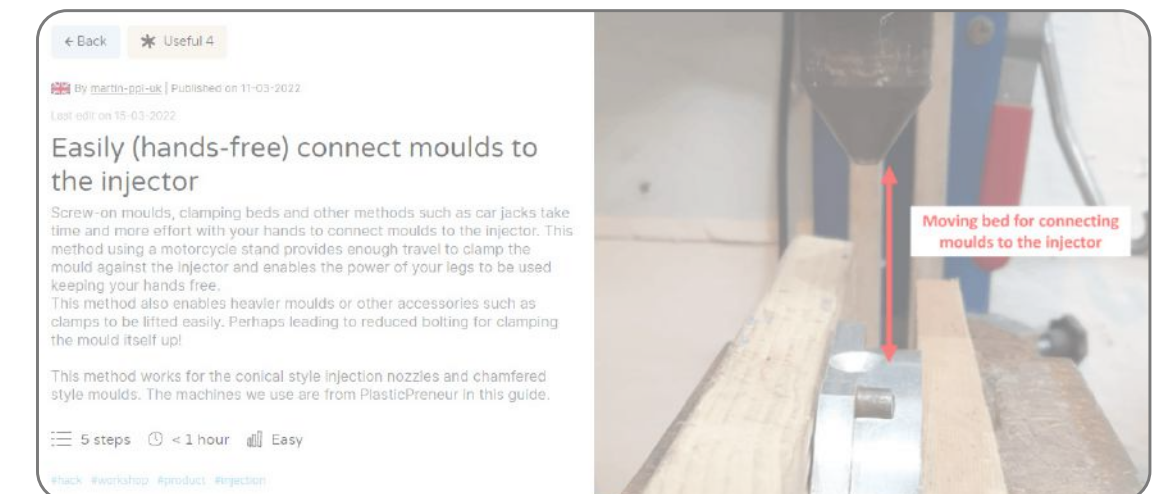 ← Back
Useful 4
By martin-ppi-uk | Published on 11-03-2022
Last edit on 15-03-2022
Easily (hands-free) connect moulds to
the injector
Screw-on moulds, clamping beds and other methods such as car jacks take
time and more effort with your hands to connect moulds to the injector. This
method using a motorcycle stand provides enough travel to clamp the
mould against the injector and enables the power of your legs to be used
keeping your hands free.
This method also enables heavier moulds or other accessories such as
clamps to be lifted easily. Perhaps leading to reduced bolting for clamping
the mould itself up!
This method works for the conical style injection nozzles and chamfered
style moulds. The machines we use are from PlasticPreneur in this guide.
5 steps < 1 hour Easy
#hack #workshop #product #injection
Moving bed for connecting
moulds to the injector